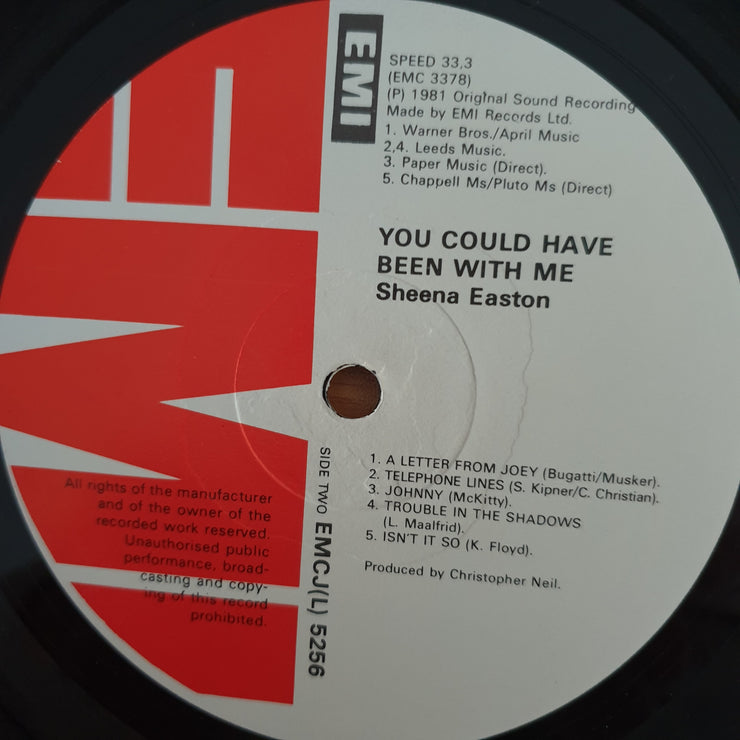 EMI
SPEED 33,3
(EMC 3378)
(P) 1981 Original Sound Recording
Made by EMI Records Ltd.
1. Warner Bros./April Music
2,4. Leeds Music.
3. Paper Music (Direct).
5. Chappell Ms/Pluto Ms (Direct)
YOU COULD HAVE
BEEN WITH ME
Sheena Easton
1. A LETTER FROM JOEY (Bugatti/Musker).
2. TELEPHONE LINES (S. Kipner/C. Christian).
3. JOHNNY (McKitty).
4. TROUBLE IN THE SHADOWS
(L. Maalfrid).
5. ISN'T IT SO (K. Floyd).
Produced by Christopher Neil.
SIDE TWO EMCJ(L) 5256
All rights of the manufacturer
and of the owner of the
recorded work reserved.
Unauthorised public
performance, broad-
casting and copy-
ing of this record
prohibited.
EMI